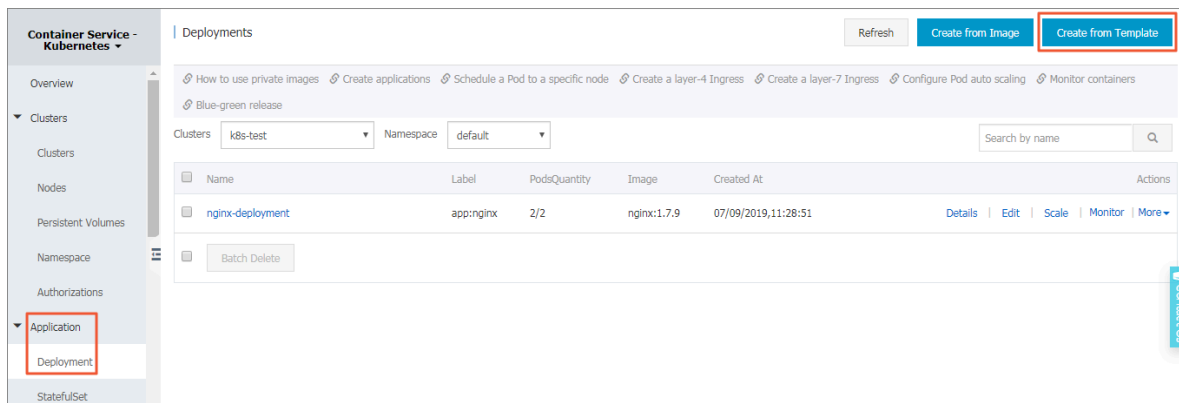 Container Service -
Kubernetes
Deployments
Refresh
Create from Image
Create from Template
Overview
Clusters
Clusters
Nodes
Persistent Volumes
Namespace
Authorizations
Application
Deployment
StatefulSet
How to use private images Create applications Schedule a Pod to a specific node Create a layer-4 Ingress Create a layer-7 Ingress Configure Pod auto scaling Monitor containers
Blue-green release
Clusters k8s-test Namespace default Search by name
Name Label PodsQuantity Image Created At Actions
nginx-deployment app:nginx 2/2 nginx:1.7.9 07/09/2019,11:28:51 Details | Edit | Scale | Monitor | More
Batch Delete